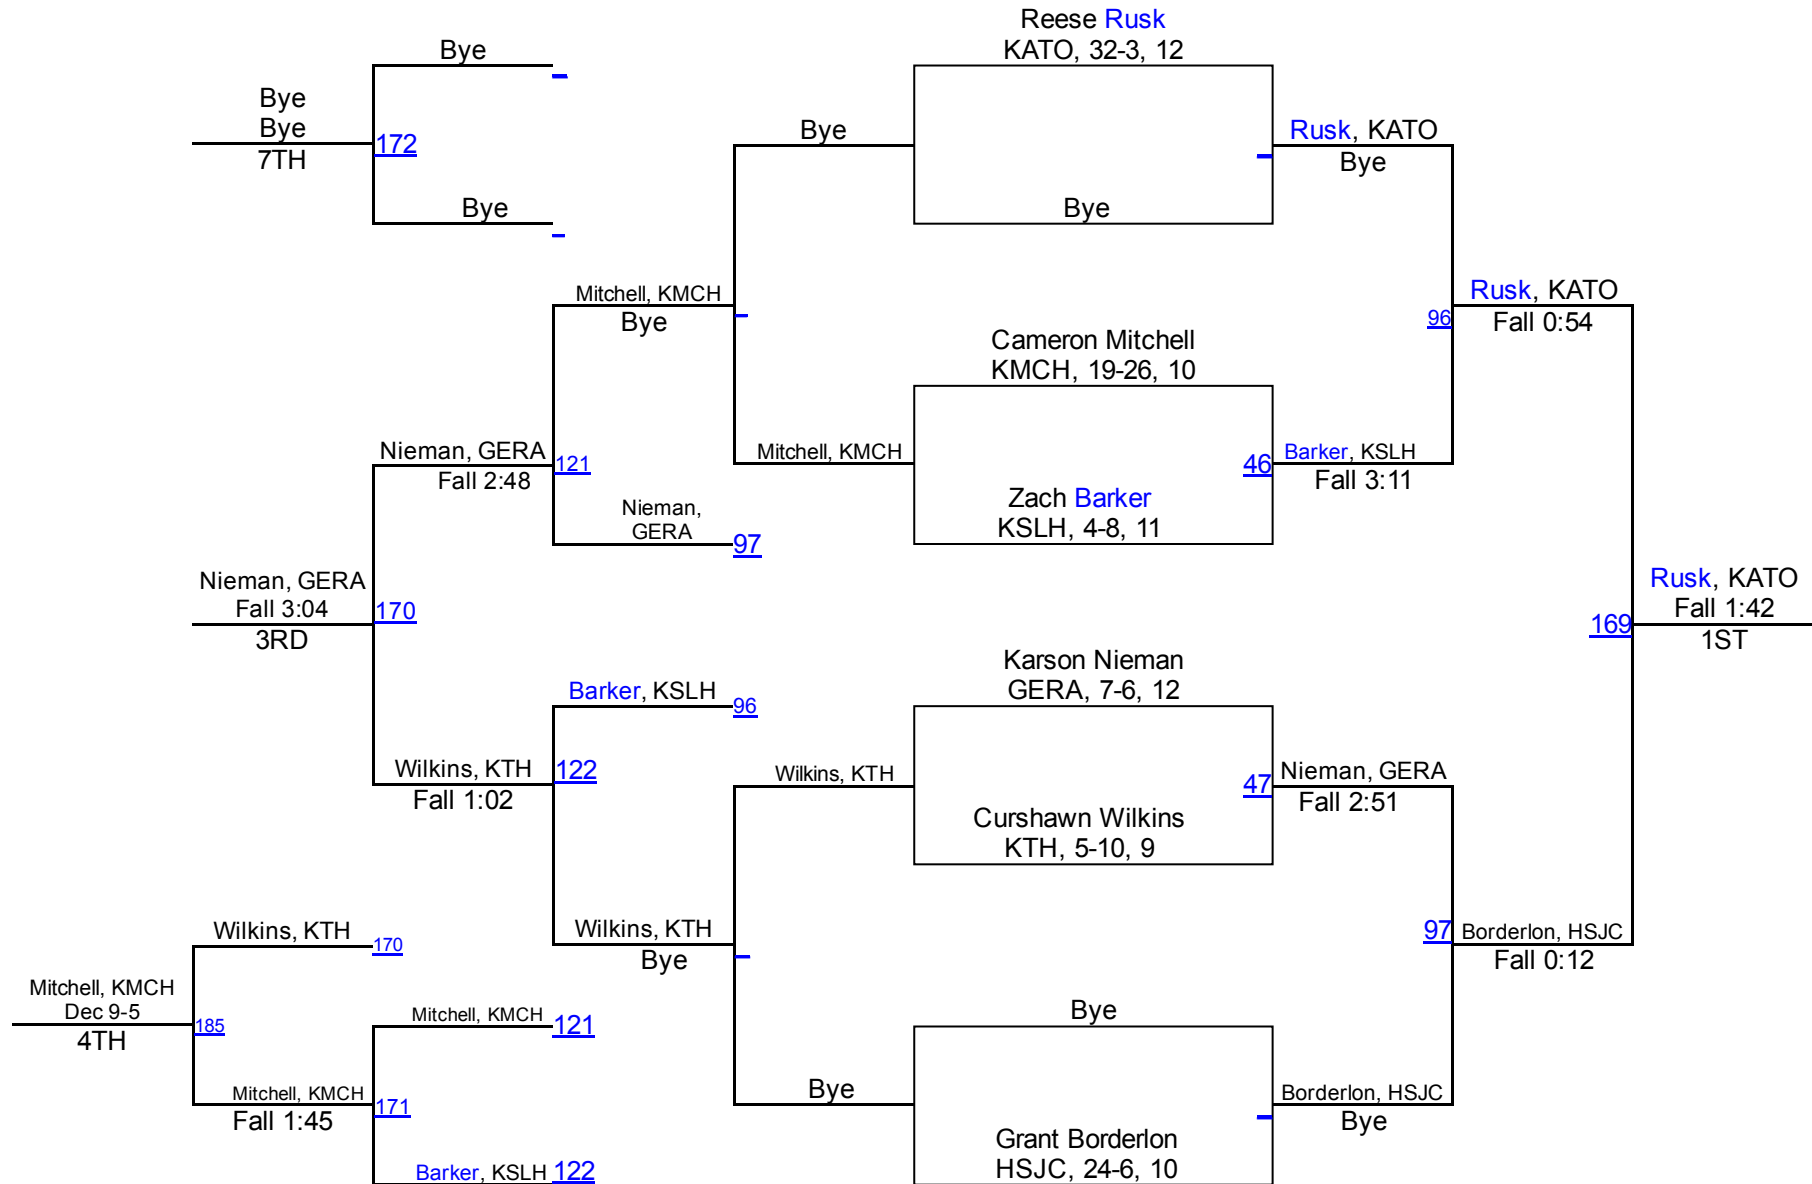 Reese Rusk
KATO, 32-3, 12
Bye
Bye
Bye
7TH
172
Bye
Bye
Rusk, KATO
Bye
Bye
Mitchell, KMCH
Bye
Rusk, KATO
Fall 0:54
96
Cameron Mitchell
KMCH, 19-26, 10
Nieman, GERA
Fall 2:48
121
Mitchell, KMCH
46
Barker, KSLH
Fall 3:11
Zach Barker
KSLH, 4-8, 11
Nieman,
GERA
97
Nieman, GERA
Fall 3:04
3RD
170
Rusk, KATO
Fall 1:42
1ST
169
Karson Nieman
GERA, 7-6, 12
Barker, KSLH
96
Wilkins, KTH
Fall 1:02
122
Wilkins, KTH
47
Nieman, GERA
Fall 2:51
Curshawn Wilkins
KTH, 5-10, 9
Wilkins, KTH
170
Wilkins, KTH
Bye
97
Borderlon, HSJC
Fall 0:12
Mitchell, KMCH
Dec 9-5
4TH
185
Mitchell, KMCH
121
Bye
Mitchell, KMCH
Fall 1:45
171
Bye
Borderlon, HSJC
Bye
Grant Borderlon
HSJC, 24-6, 10
Barker, KSLH
122